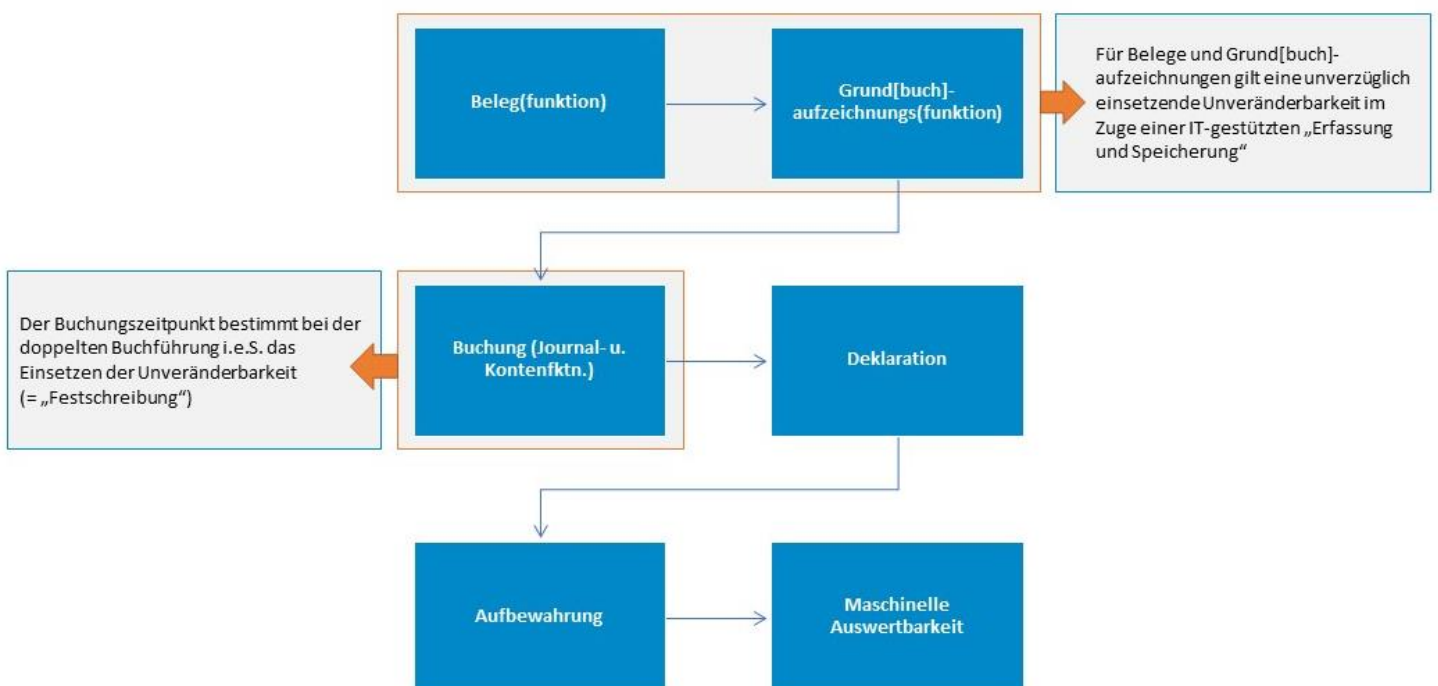 Beleg(funktion)
Grund[buch]-
aufzeichnungs(funktion)
Für Belege und Grund[buch]-
aufzeichnungen gilt eine unverzüglich
einsetzende Unveränderbarkeit im
Zuge einer IT-gestützten „Erfassung
und Speicherung“
Der Buchungszeitpunkt bestimmt bei der
doppelten Buchführung i.e.S. das
Einsetzen der Unveränderbarkeit
(= „Festschreibung“)
Buchung (Journal- u.
Kontenfktn.)
Deklaration
Aufbewahrung
Maschinelle
Auswertbarkeit